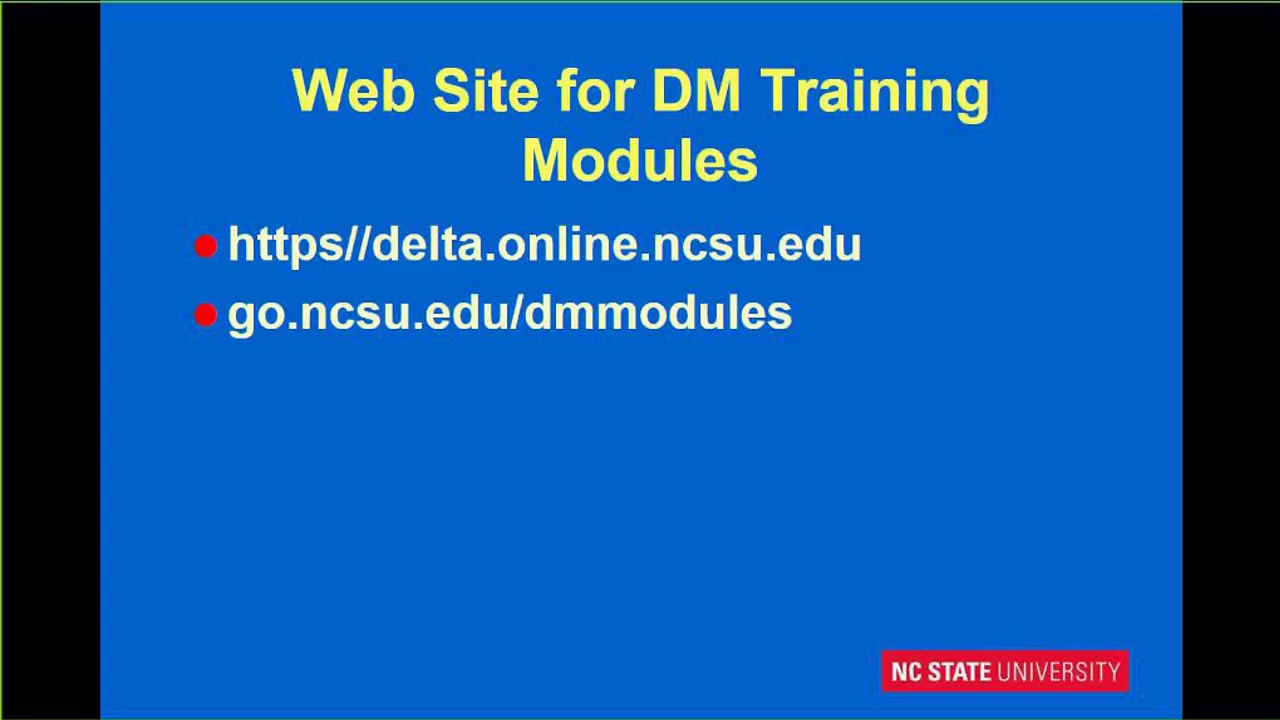 Web Site for DM Training
Modules
https//delta.online.ncsu.edu
go.ncsu.edu/dmmodules
NC STATE UNIVERSITY